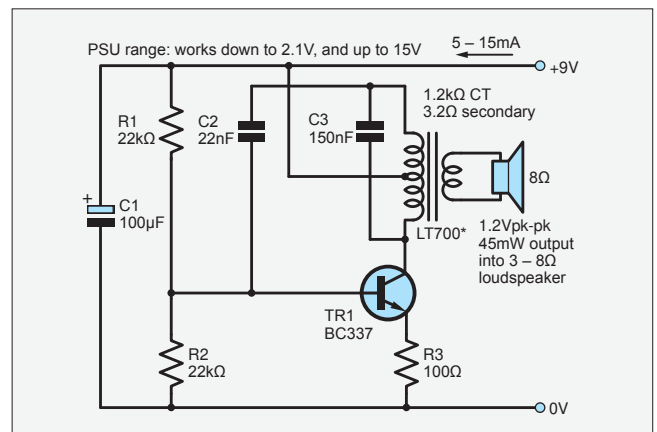 PSU range: works down to 2.1V, and up to 15V
5 – 15mA
+9V
1.2kΩ CT
3.2Ω secondary
R1
22kΩ
C2
22nF
C3
150nF
8Ω
+
C1
100µF
LT700*
1.2Vpk-pk
45mW output
into 3 – 8Ω
loudspeaker
TR1
BC337
R2
22kΩ
R3
100Ω
0V